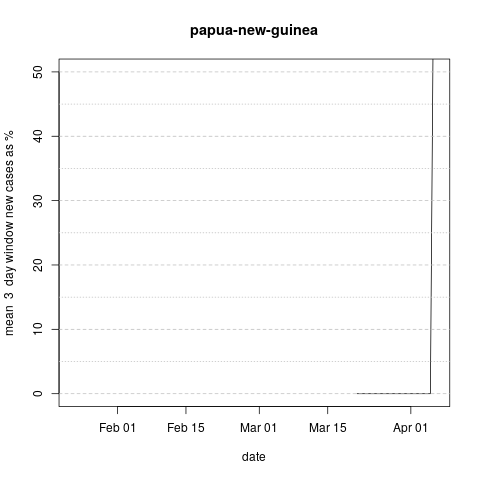 papua-new-guinea
mean 3 day window new cases as %
50
40
30
20
10
0
Feb 01 Feb 15 Mar 01 Mar 15 Apr 01
date